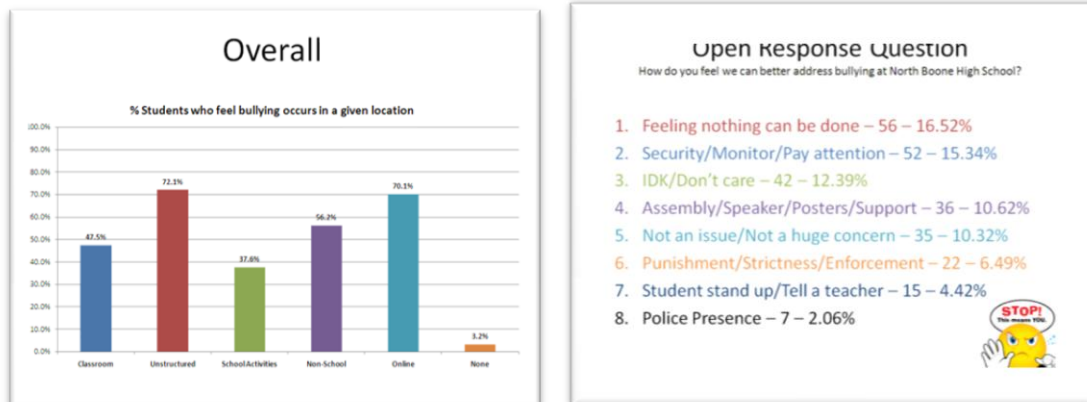 Overall
% Students who feel bullying occurs in a given location
100.0%
90.0%
80.0%
70.0%
60.0%
50.0%
40.0%
30.0%
20.0%
10.0%
0.0%
47.5%
72.1%
37.6%
56.2%
70.1%
3.2%
Classroom
Unstructured
School Activities
Non-School
Online
None
Open Response Question
How do you feel we can better address bullying at North Boone High School?
1. Feeling nothing can be done – 56 – 16.52%
2. Security/Monitor/Pay attention – 52 – 15.34%
3. IDK/Don't care – 42 – 12.39%
4. Assembly/Speaker/Posters/Support – 36 – 10.62%
5. Not an issue/Not a huge concern – 35 – 10.32%
6. Punishment/Strictness/Enforcement – 22 – 6.49%
7. Student stand up/Tell a teacher – 15 – 4.42%
8. Police Presence – 7 – 2.06%
STOP!
This means YOU.